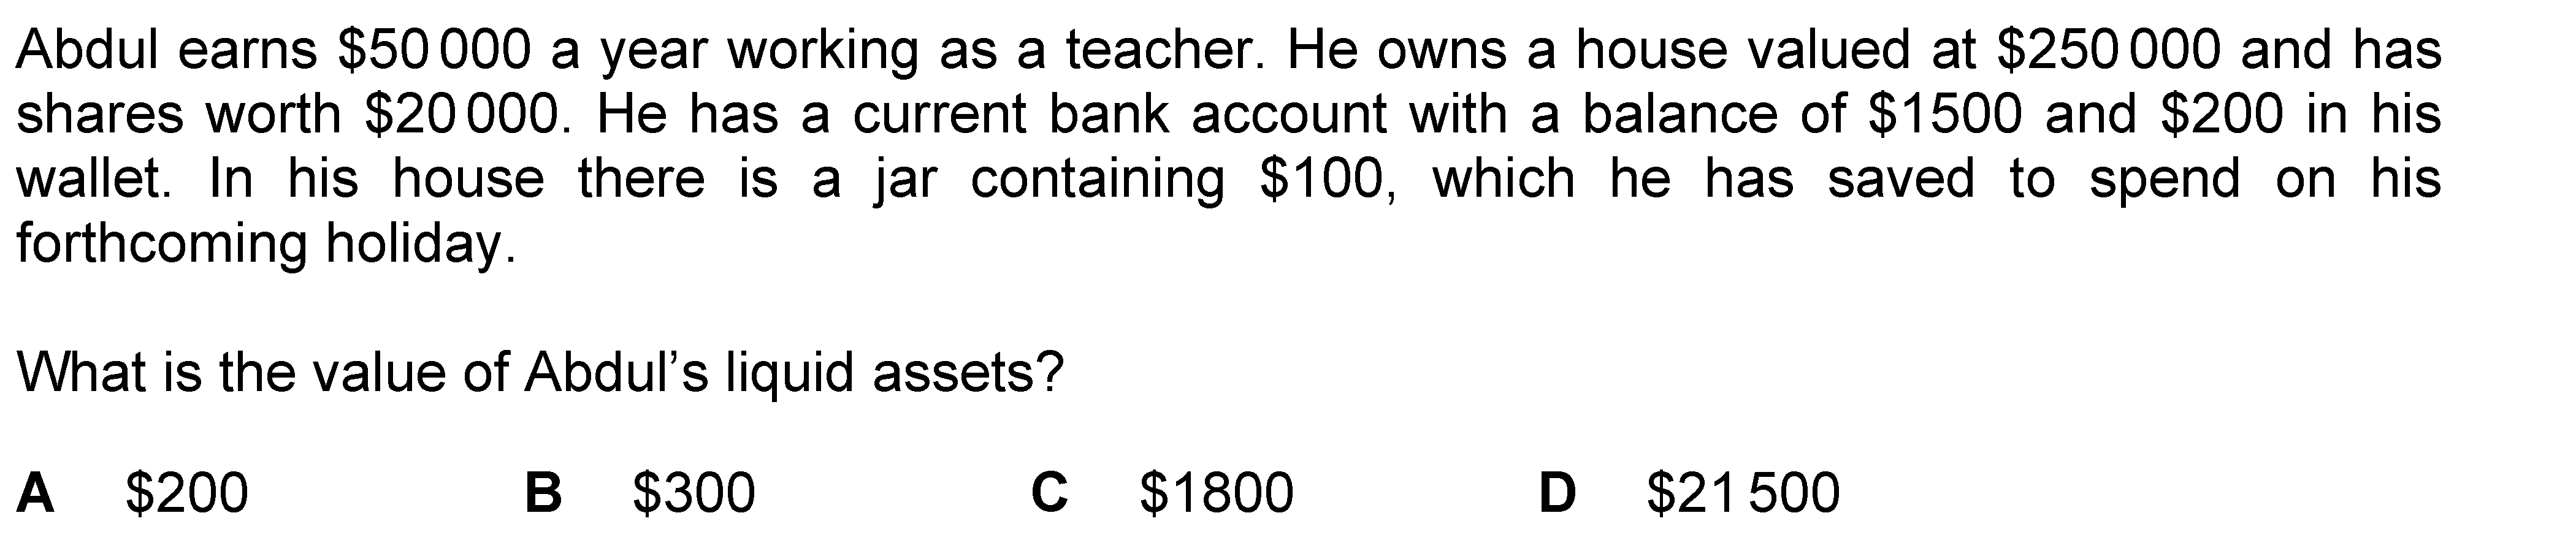 Abdul earns $50 000 a year working as a teacher. He owns a house valued at $250 000 and has
shares worth $20 000. He has a current bank account with a balance of $1500 and $200 in his
wallet. In his house there is a jar containing $100, which he has saved to spend on his
forthcoming holiday.
What is the value of Abdul’s liquid assets?
A $200 B $300 C $1800 D $21 500